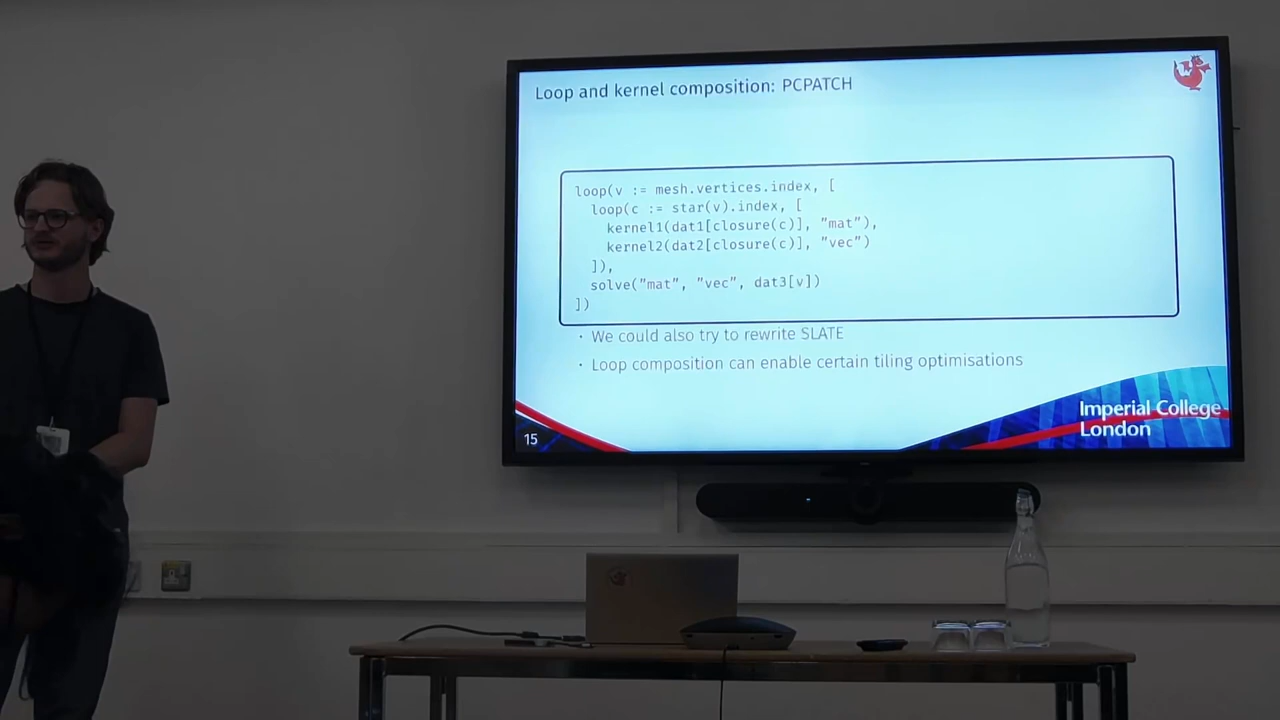 Loop and kernel composition: PCPATCH
loop(v := mesh.vertices.index, [
loop(c := star(v).index, [
kernel1(dat1[closure(c)], "mat"),
kernel2(dat2[closure(c)], "vec")
]),
solve("mat", "vec", dat3[v])
])
· We could also try to rewrite SLATE
· Loop composition can enable certain tiling optimisations
Imperial College
London
15